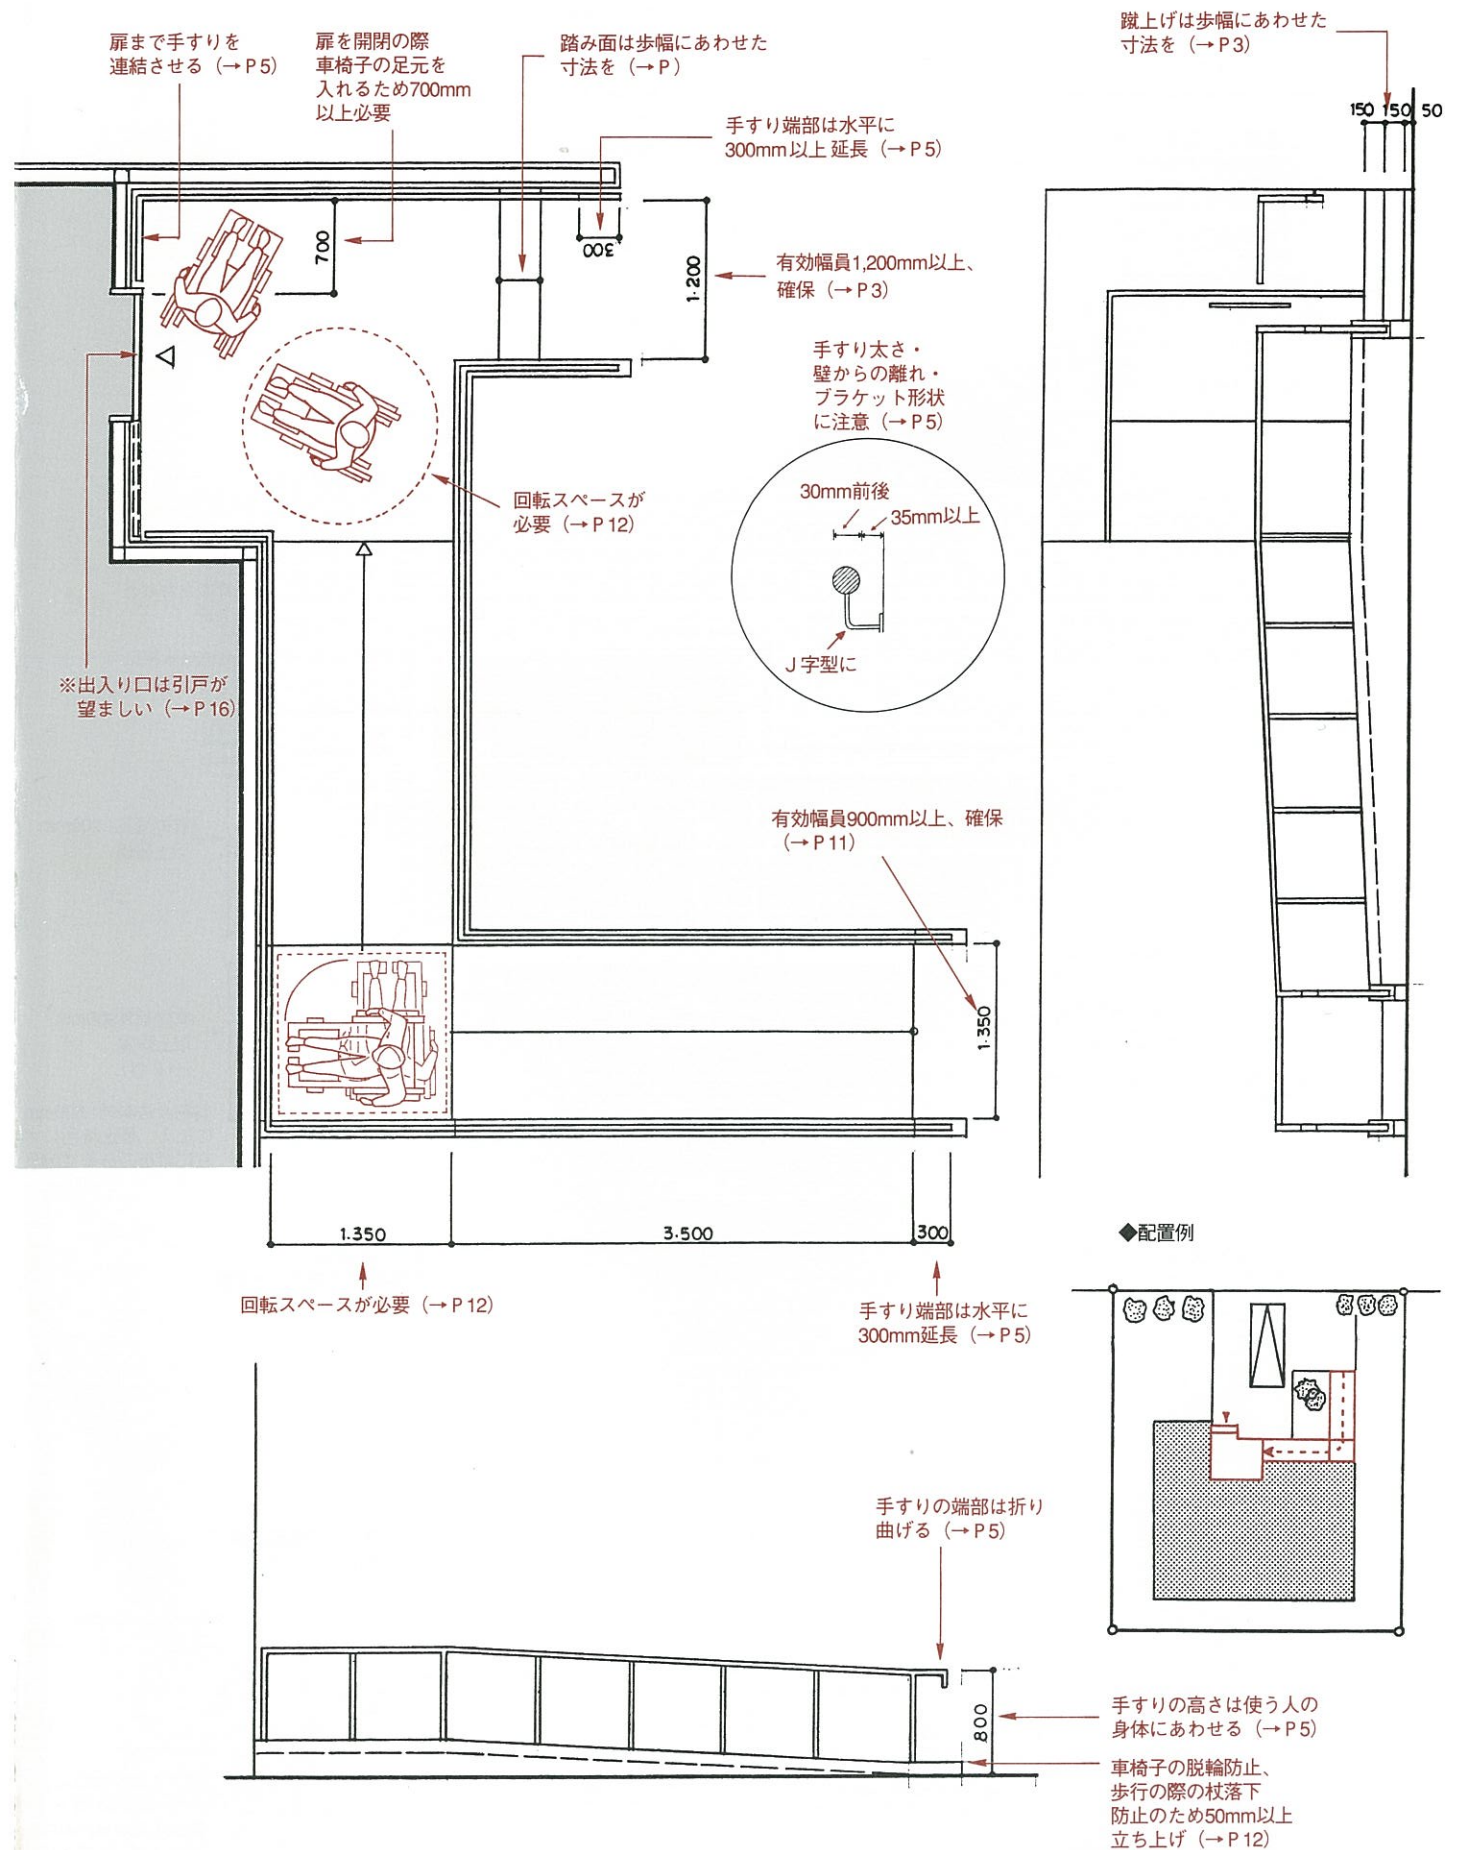 扉まで手すりを
連結させる（→P5）
扉を開閉の際
車椅子の足元を
入れるため700mm
以上必要
踏み面は歩幅にあわせた
寸法を（→P）
蹴上げは歩幅にあわせた
寸法を（→P3）
手すり端部は水平に
300mm以上 延長（→P5）
150 150 50
700
300
1·200
有効幅員1,200mm以上、
確保（→P3）
手すり太さ・
壁からの離れ・
ブラケット形状
に注意（→P5）
30mm前後
35mm以上
J字型に
回転スペースが
必要（→P12）
※出入り口は引戸が
望ましい（→P16）
有効幅員900mm以上、確保
（→P11）
1·350
1·350
3·500
300
回転スペースが必要（→P12）
手すり端部は水平に
300mm延長（→P5）
◆配置例
手すりの端部は折り
曲げる（→P5）
800
手すりの高さは使う人の
身体にあわせる（→P5）
車椅子の脱輪防止、
歩行の際の杖落下
防止のため50mm以上
立ち上げ（→P12）